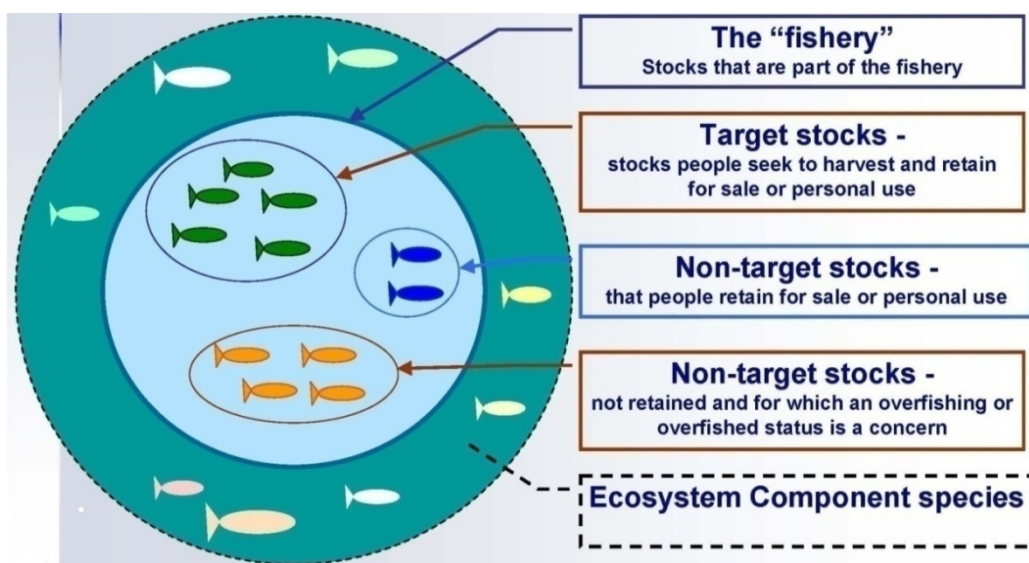 The “fishery”
Stocks that are part of the fishery
Target stocks -
stocks people seek to harvest and retain
for sale or personal use
Non-target stocks -
that people retain for sale or personal use
Non-target stocks -
not retained and for which an overfishing or
overfished status is a concern
Ecosystem Component species